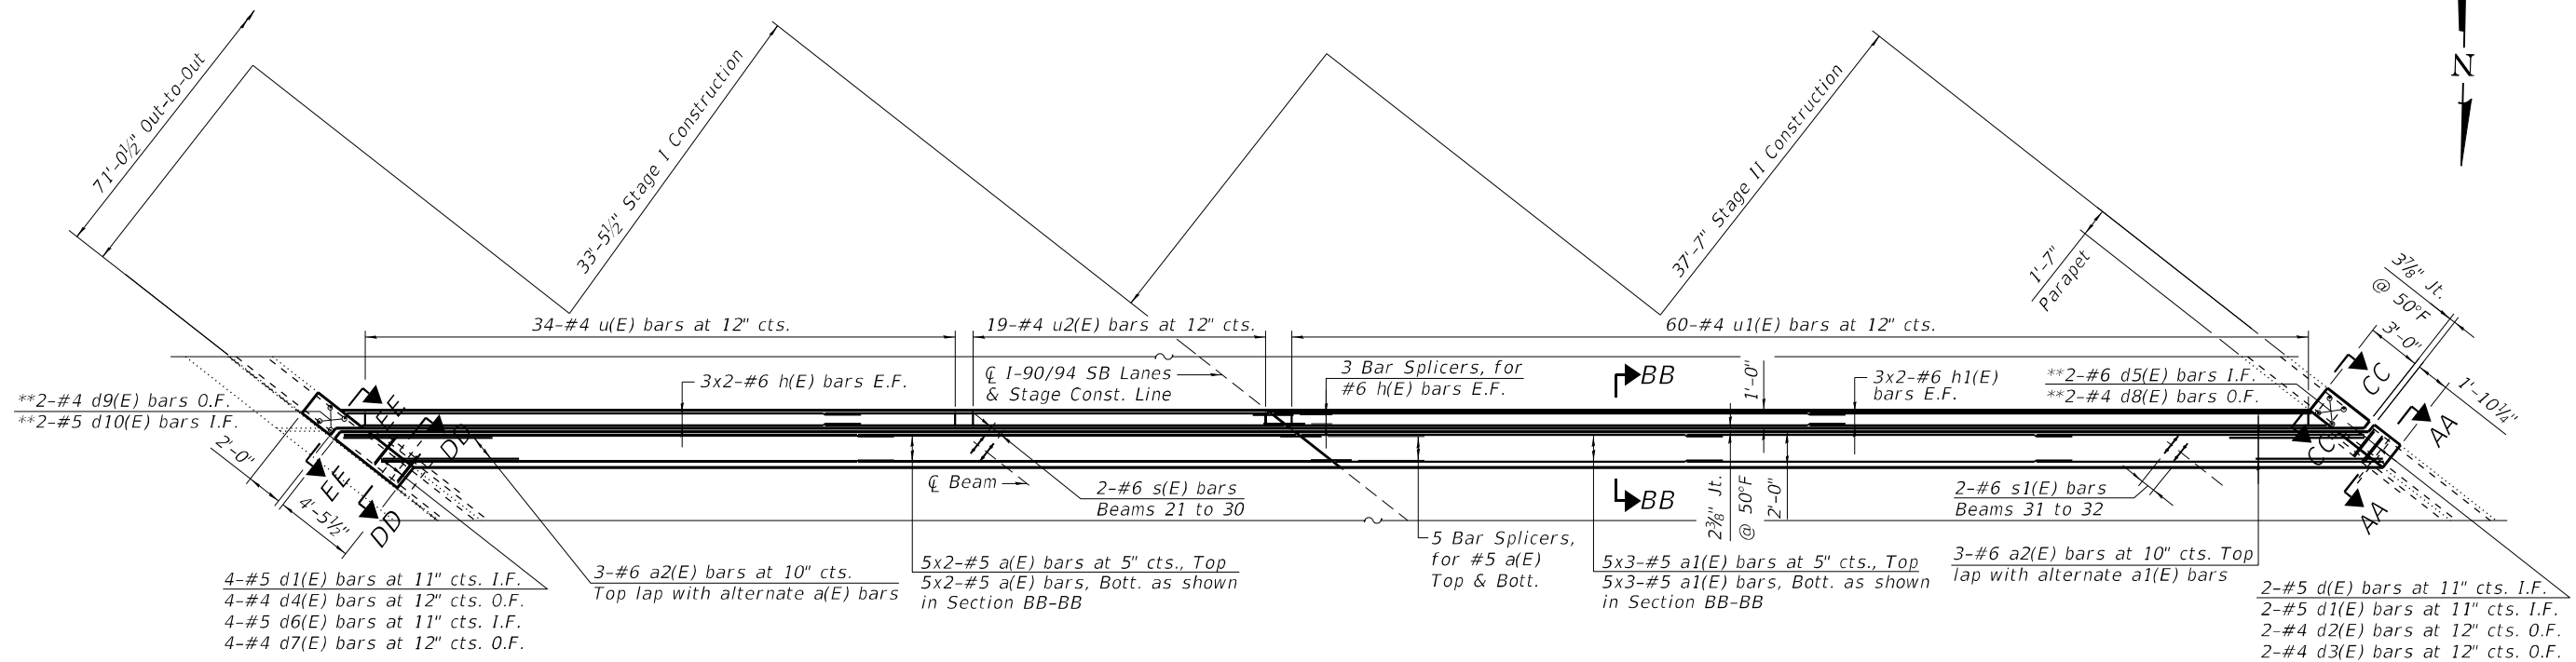 71'-0½" Out-to-Out
33'-5½" Stage I Construction
37'-7" Stage II Construction
N
1'-7"
Parapet
3⅞" Jt.
@ 50°F
3'-0"
1'-10¼"
34-#4 u(E) bars at 12" cts.
19-#4 u2(E) bars at 12" cts.
60-#4 u1(E) bars at 12" cts.
3x2-#6 h(E) bars E.F.
℄ I-90/94 SB Lanes
& Stage Const. Line
3 Bar Splicers, for
#6 h(E) bars E.F.
BB
1'-0"
3x2-#6 h1(E)
bars E.F.
**2-#6 d5(E) bars I.F.
**2-#4 d8(E) bars O.F.
CC
AA
**2-#4 d9(E) bars O.F.
**2-#5 d10(E) bars I.F.
EE
DD
2'-0"
4'-5½"
EE
DD
℄ Beam
2-#6 s(E) bars
Beams 21 to 30
BB
2⅜" Jt.
@ 50°F
2'-0"
2-#6 s1(E) bars
Beams 31 to 32
CC
AA
4-#5 d1(E) bars at 11" cts. I.F.
4-#4 d4(E) bars at 12" cts. O.F.
4-#5 d6(E) bars at 11" cts. I.F.
4-#4 d7(E) bars at 12" cts. O.F.
3-#6 a2(E) bars at 10" cts.
Top lap with alternate a(E) bars
5x2-#5 a(E) bars at 5" cts., Top
5x2-#5 a(E) bars, Bott. as shown
in Section BB-BB
5 Bar Splicers,
for #5 a(E)
Top & Bott.
5x3-#5 a1(E) bars at 5" cts., Top
5x3-#5 a1(E) bars, Bott. as shown
in Section BB-BB
3-#6 a2(E) bars at 10" cts. Top
lap with alternate a1(E) bars
2-#5 d(E) bars at 11" cts. I.F.
2-#5 d1(E) bars at 11" cts. I.F.
2-#4 d2(E) bars at 12" cts. O.F.
2-#4 d3(E) bars at 12" cts. O.F.